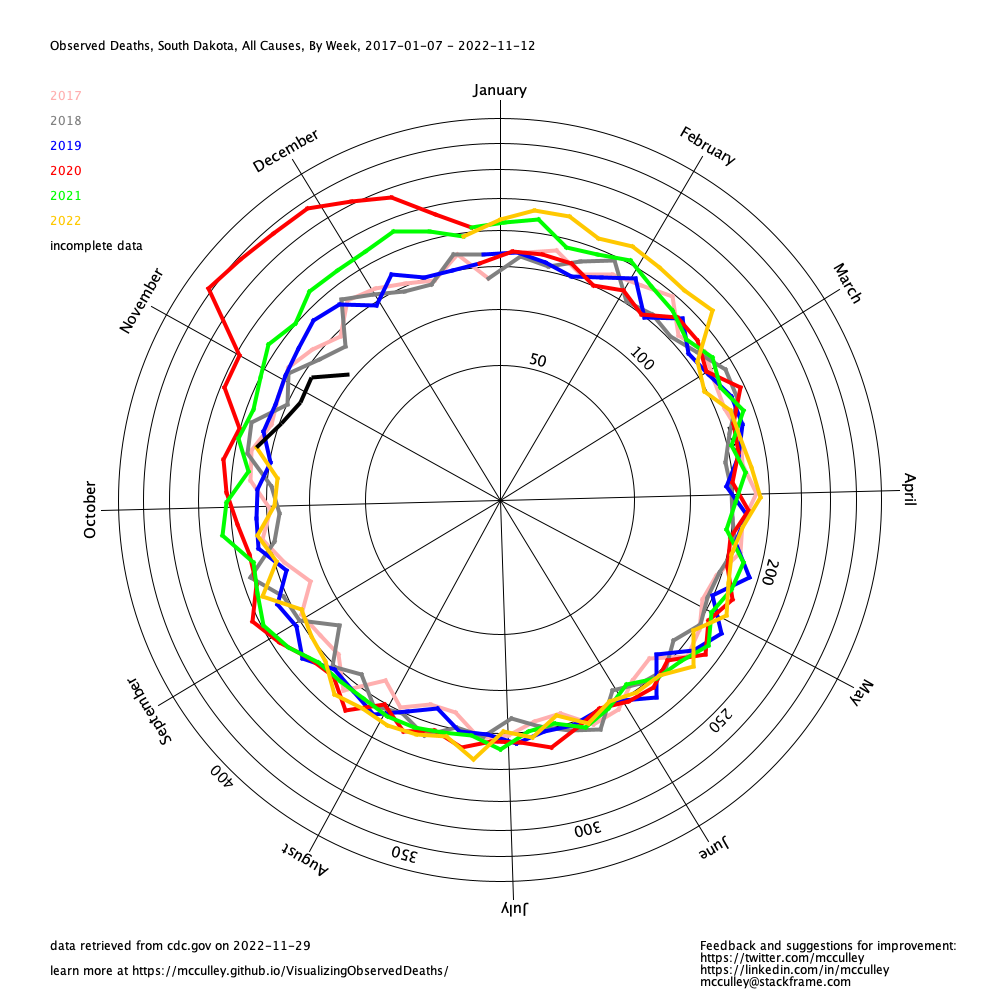 Observed Deaths, South Dakota, All Causes, By Week, 2017-01-07 - 2022-11-12
January
2017
2018
2019
2020
2021
2022
incomplete data
December
February
November
March
50
100
October
April
200
September
May
250
400
300
350
August
June
July
data retrieved from cdc.gov on 2022-11-29
learn more at https://mcculley.github.io/VisualizingObservedDeaths/
Feedback and suggestions for improvement:
https://twitter.com/mcculley
https://linkedin.com/in/mcculley
mcculley@stackframe.com